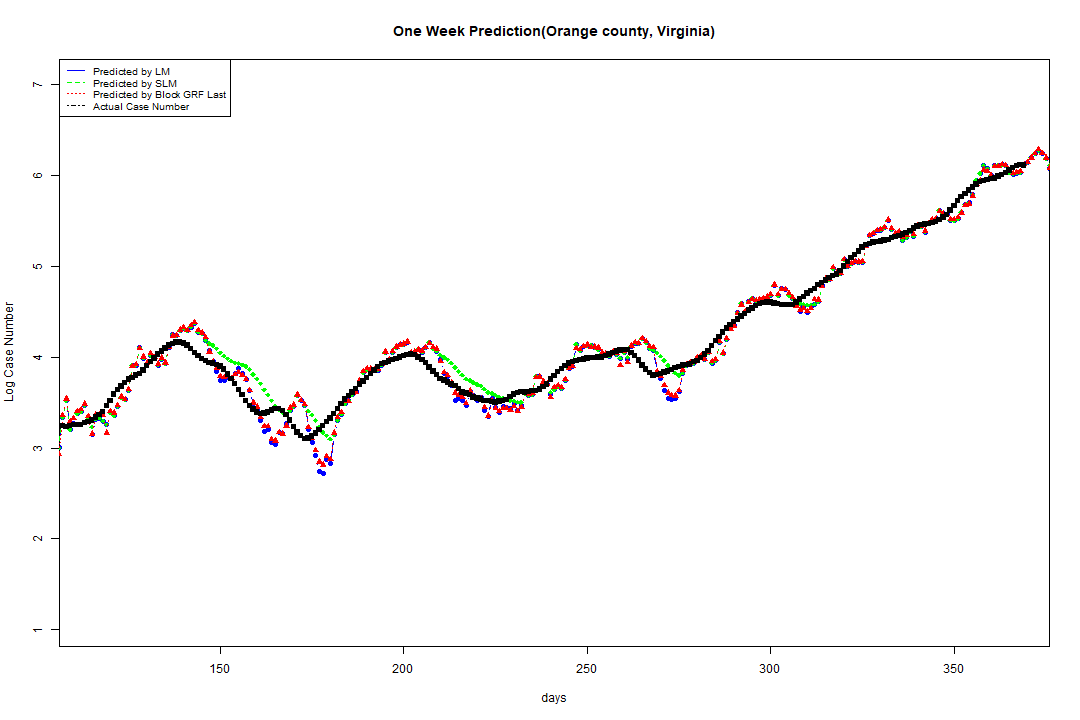 One Week Prediction(Orange county, Virginia)
Predicted by LM
Predicted by SLM
Predicted by Block GRF Last
Actual Case Number
7
6
5
4
3
2
1
Log Case Number
150 200 250 300 350
days